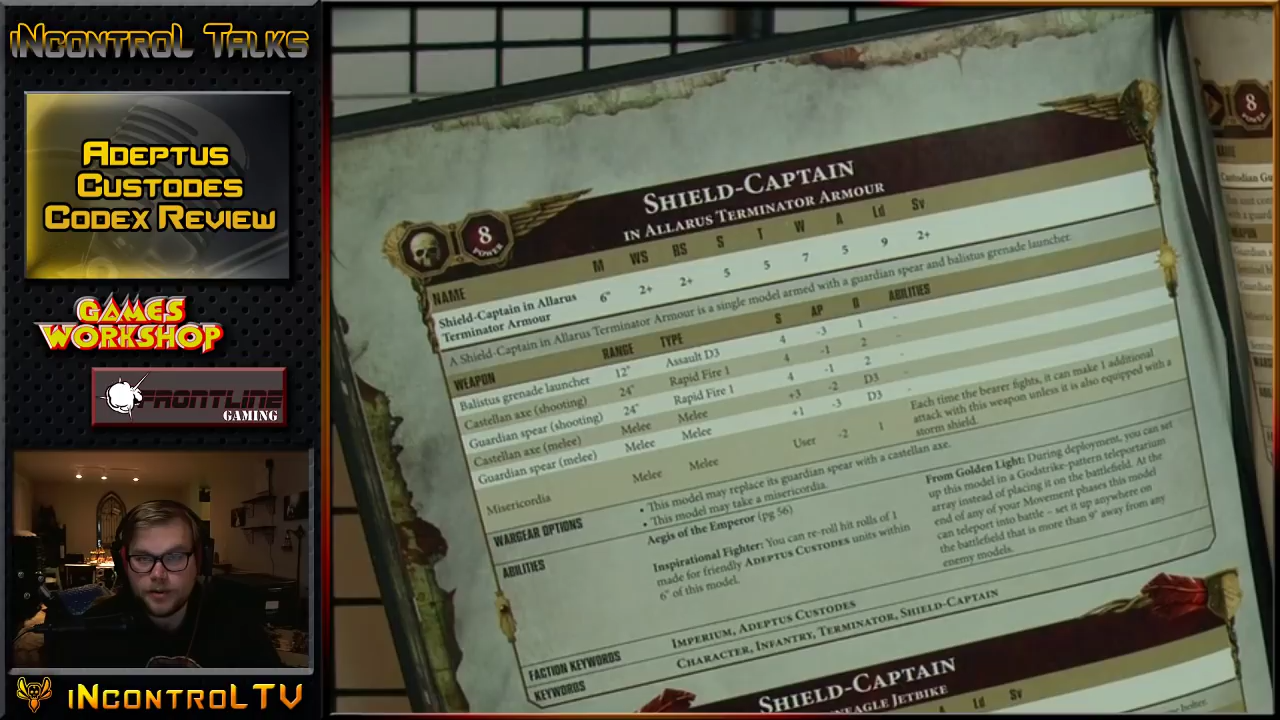 iNcontroL Talks
Adeptus
Custodes
Codex Review
GAMES
WORKSHOP
FRONTLINE
GAMING
iNcontroLTV
8
POWER
SHIELD-CAPTAIN
IN ALLARUS TERMINATOR ARMOUR
NAME M WS BS S T W A Ld Sv
Shield-Captain in Allarus
Terminator Armour 6" 2+ 2+ 5 5 7 5 9 2+
A Shield-Captain in Allarus Terminator Armour is a single model armed with a guardian spear and balistus grenade launcher.
WEAPON RANGE TYPE S AP D ABILITIES
Balistus grenade launcher 12" Assault D3 4 -3 1 -
Castellan axe (shooting) 24" Rapid Fire 1 4 -1 2 -
Guardian spear (shooting) 24" Rapid Fire 1 4 -1 2 -
Castellan axe (melee) Melee Melee +3 -2 D3 -
Guardian spear (melee) Melee Melee +1 -3 D3
Misericordia Melee Melee User -2 1 Each time the bearer fights, it can make 1 additional
attack with this weapon unless it is also equipped with a
storm shield.
WARGEAR OPTIONS • This model may replace its guardian spear with a castellan axe.
• This model may take a misericordia.
ABILITIES Aegis of the Emperor (pg 56)
Inspirational Fighter: You can re-roll hit rolls of 1
made for friendly ADEPTUS CUSTODES units within
6" of this model.
From Golden Light: During deployment, you can set
up this model in a Godstrike-pattern teleportarium
array instead of placing it on the battlefield. At the
end of any of your Movement phases this model
can teleport into battle – set it up anywhere on
the battlefield that is more than 9" away from any
enemy models.
FACTION KEYWORDS IMPERIUM, ADEPTUS CUSTODES
KEYWORDS CHARACTER, INFANTRY, TERMINATOR, SHIELD-CAPTAIN
SHIELD-CAPTAIN
JETBIKE
A Ld Sv
8
POWER
NAME
Custodian